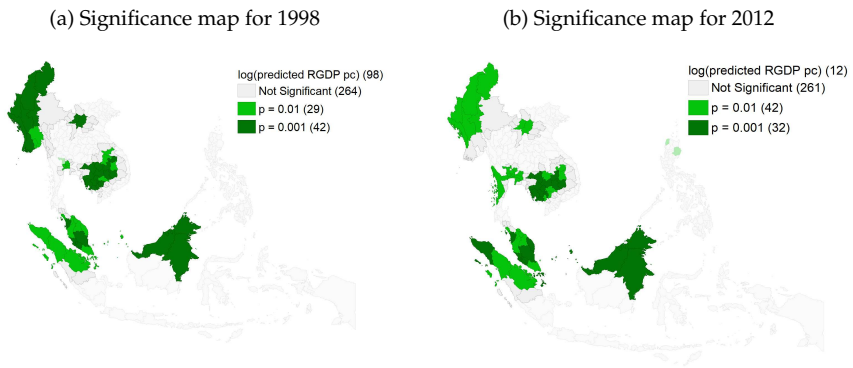 (a) Significance map for 1998
log(predicted RGDP pc) (98)
Not Significant (264)
p = 0.01 (29)
p = 0.001 (42)
(b) Significance map for 2012
log(predicted RGDP pc) (12)
Not Significant (261)
p = 0.01 (42)
p = 0.001 (32)